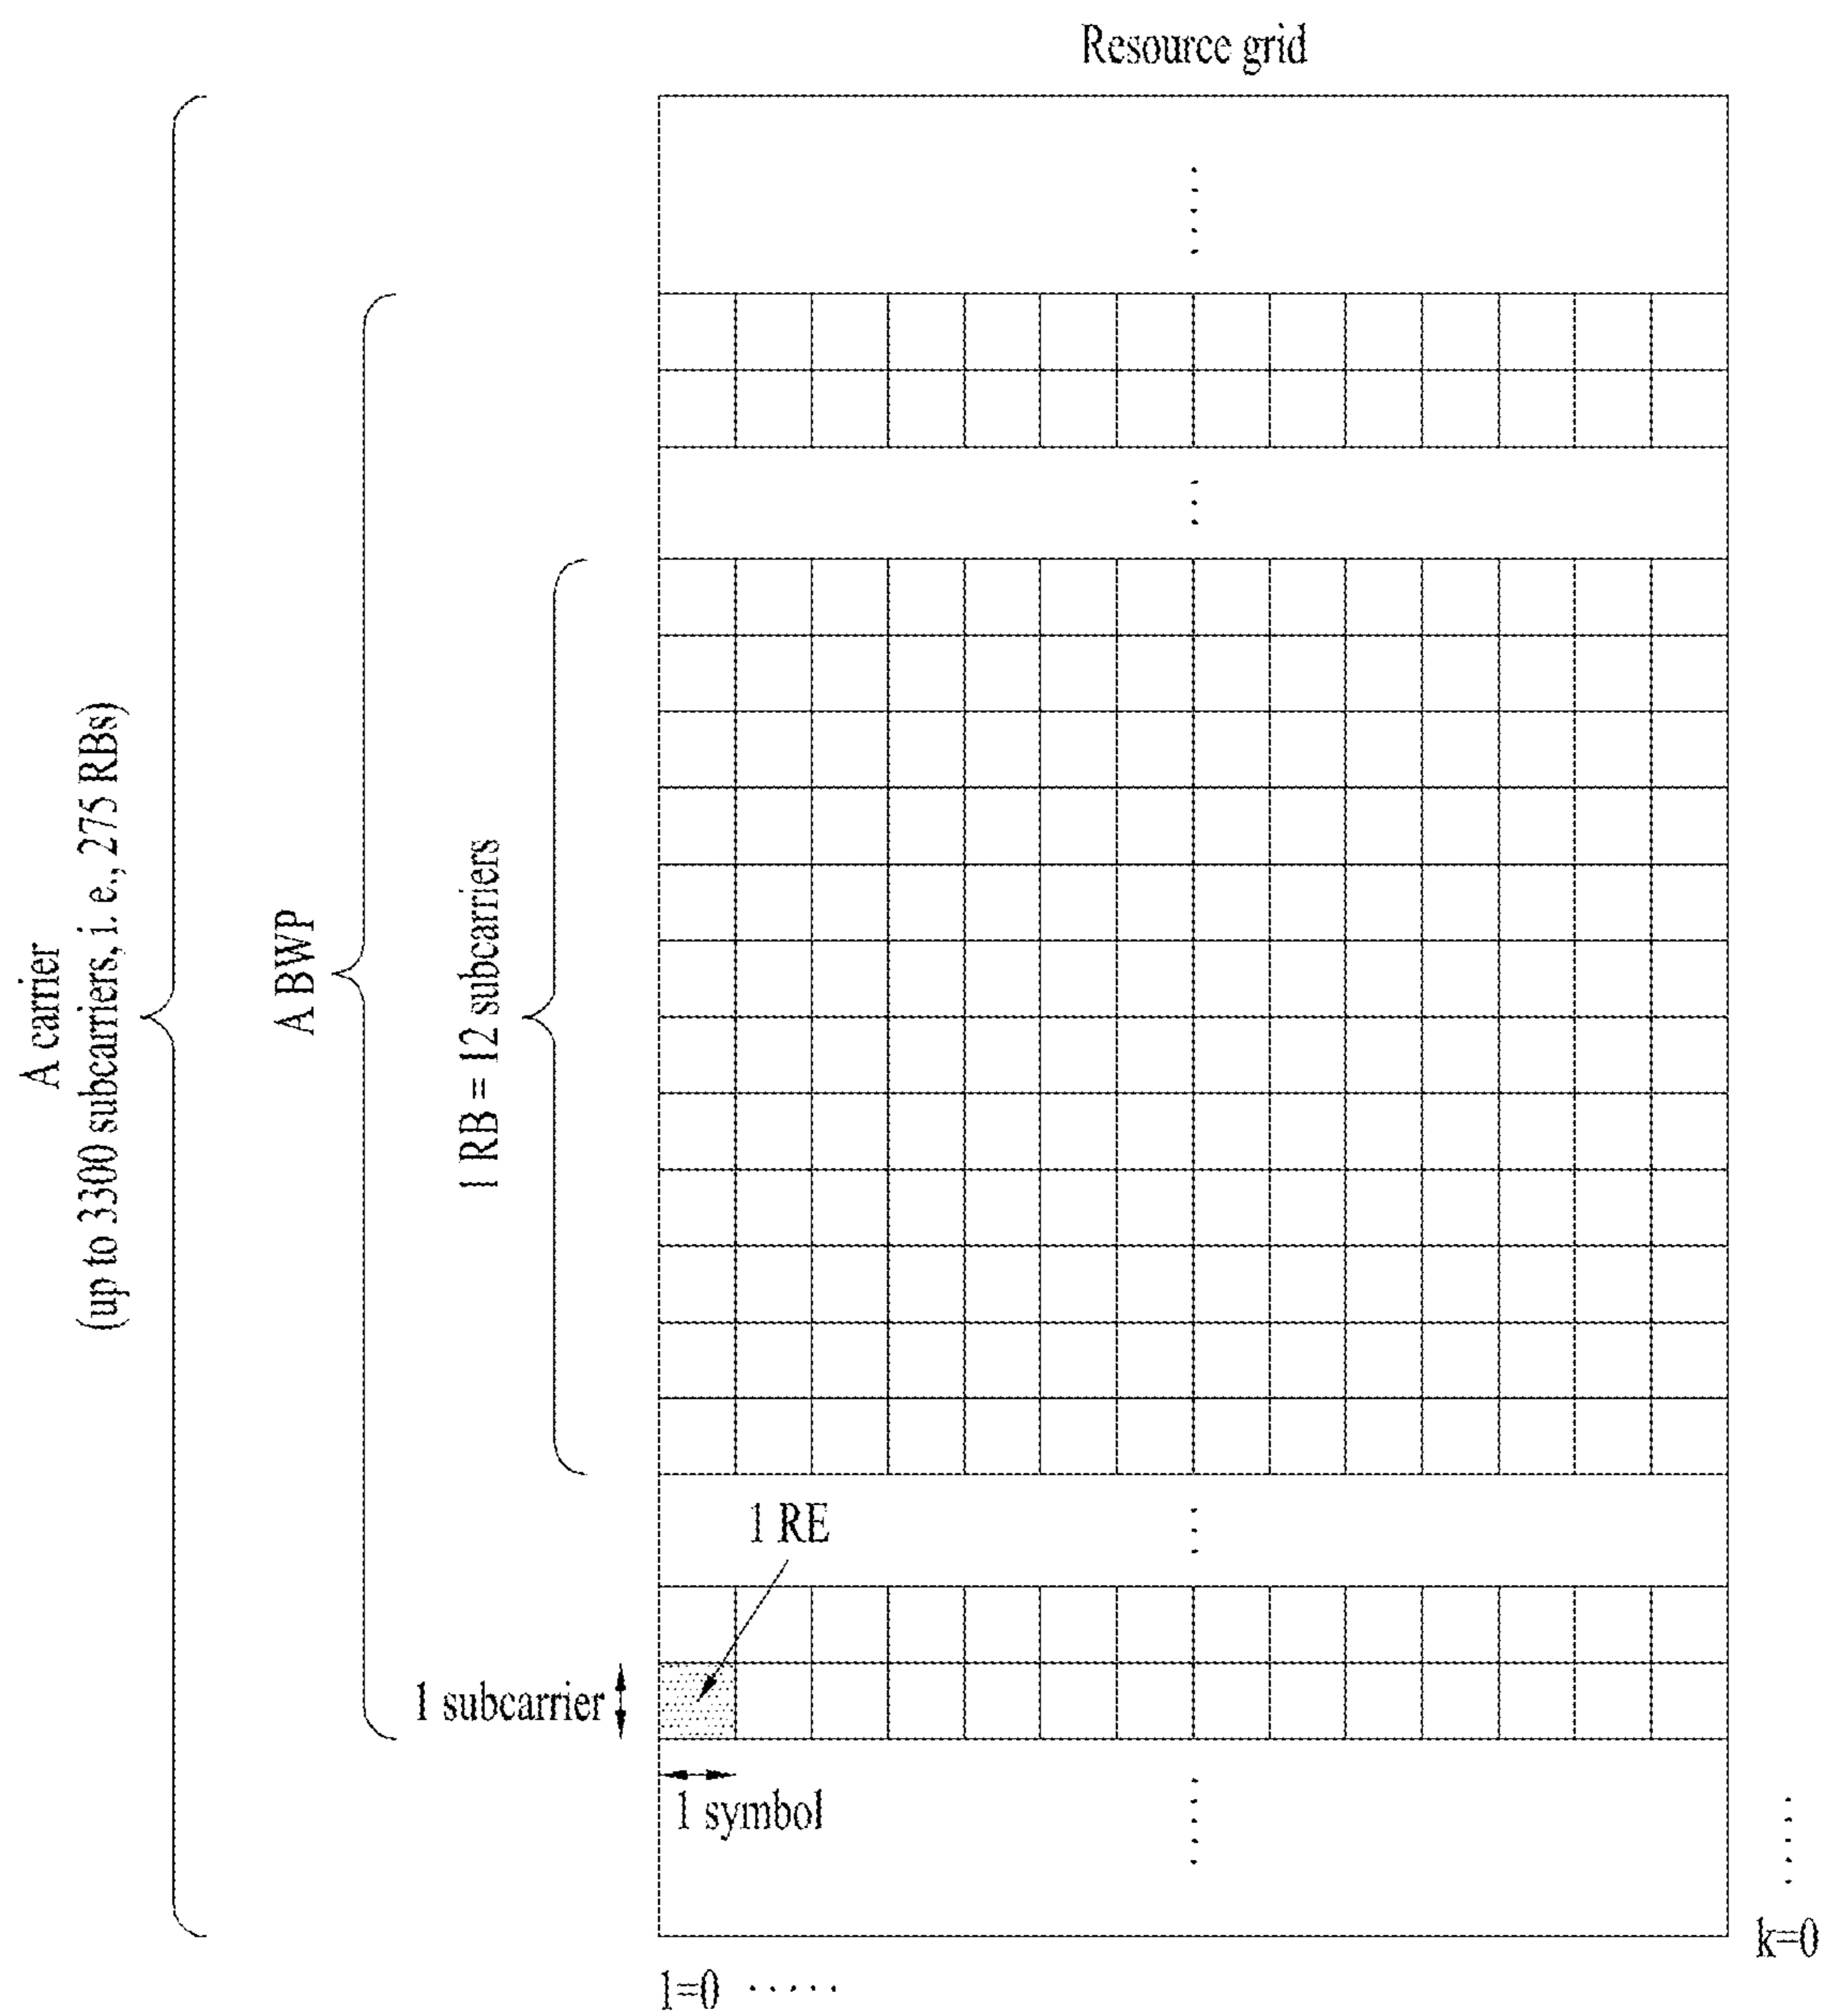 Resource grid
A carrier
(up to 3300 subcarriers, i. e., 275 RBs)
A BWP
1 RB = 12 subcarriers
1 RE
1 subcarrier
1 symbol
k=0
l=0 .....